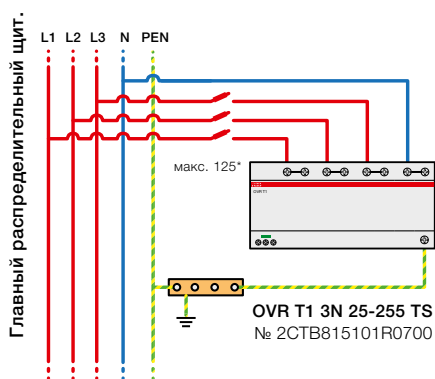 Главный распределительный щит.
L1 L2 L3 N PEN
макс. 125*
OVR T1
OVR T1 3N 25-255 TS
№ 2CTB815101R0700